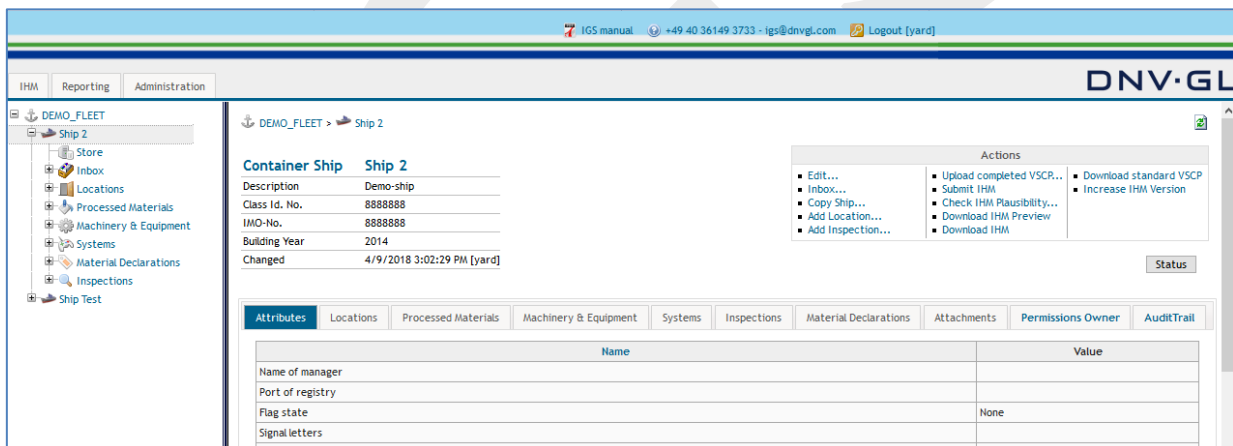 IGS manual +49 40 36149 3733 - igs@dnvgl.com Logout [yard]
IHM Reporting Administration
DNV·GL
DEMO_FLEET
Ship 2
Store
Inbox
Locations
Processed Materials
Machinery & Equipment
Systems
Material Declarations
Inspections
Ship Test
DEMO_FLEET > Ship 2
Container Ship Ship 2
Description Demo-ship
Class Id. No. 8888888
IMO-No. 8888888
Building Year 2014
Changed 4/9/2018 3:02:29 PM [yard]
Actions
Edit...
Inbox...
Copy Ship...
Add Location...
Add Inspection...
Upload completed VSCP...
Submit IHM
Check IHM Plausibility...
Download IHM Preview
Download IHM
Download standard VSCP
Increase IHM Version
Status
Attributes Locations Processed Materials Machinery & Equipment Systems Inspections Material Declarations Attachments Permissions Owner AuditTrail
Name Value
Name of manager
Port of registry
Flag state None
Signal letters